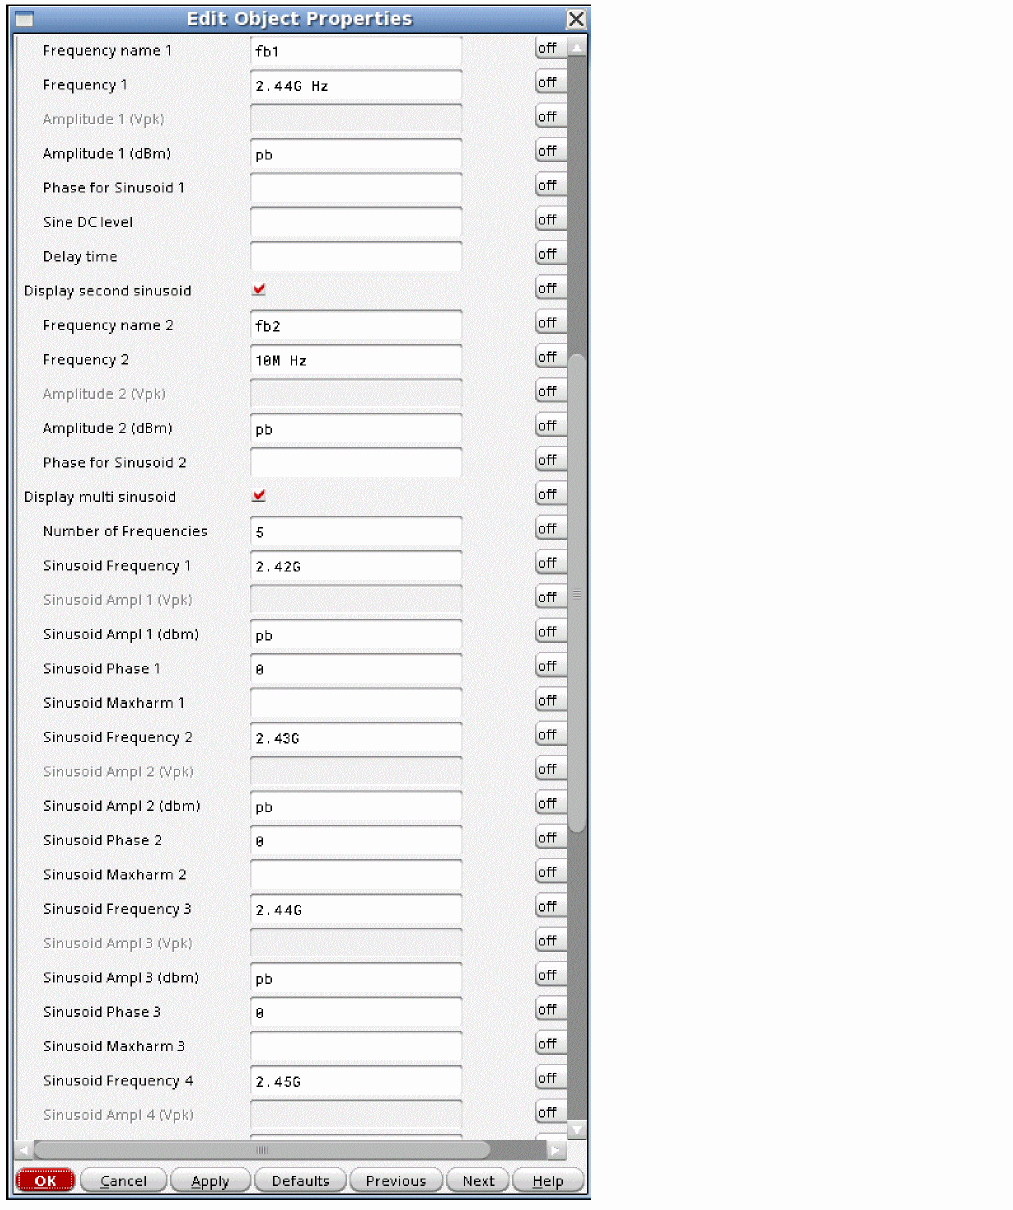 Edit Object Properties
Frequency name 1 fb1 off
Frequency 1 2.44G Hz off
Amplitude 1 (Vpk) off
Amplitude 1 (dBm) pb off
Phase for Sinusoid 1 off
Sine DC level off
Delay time off
Display second sinusoid off
Frequency name 2 fb2 off
Frequency 2 10M Hz off
Amplitude 2 (Vpk) off
Amplitude 2 (dBm) pb off
Phase for Sinusoid 2 off
Display multi sinusoid off
Number of Frequencies 5 off
Sinusoid Frequency 1 2.42G off
Sinusoid Ampl 1 (Vpk) off
Sinusoid Ampl 1 (dbm) pb off
Sinusoid Phase 1 0 off
Sinusoid Maxharm 1 off
Sinusoid Frequency 2 2.43G off
Sinusoid Ampl 2 (Vpk) off
Sinusoid Ampl 2 (dbm) pb off
Sinusoid Phase 2 0 off
Sinusoid Maxharm 2 off
Sinusoid Frequency 3 2.44G off
Sinusoid Ampl 3 (Vpk) off
Sinusoid Ampl 3 (dbm) pb off
Sinusoid Phase 3 0 off
Sinusoid Maxharm 3 off
Sinusoid Frequency 4 2.45G off
Sinusoid Ampl 4 (Vpk) off
OK Cancel Apply Defaults Previous Next Help